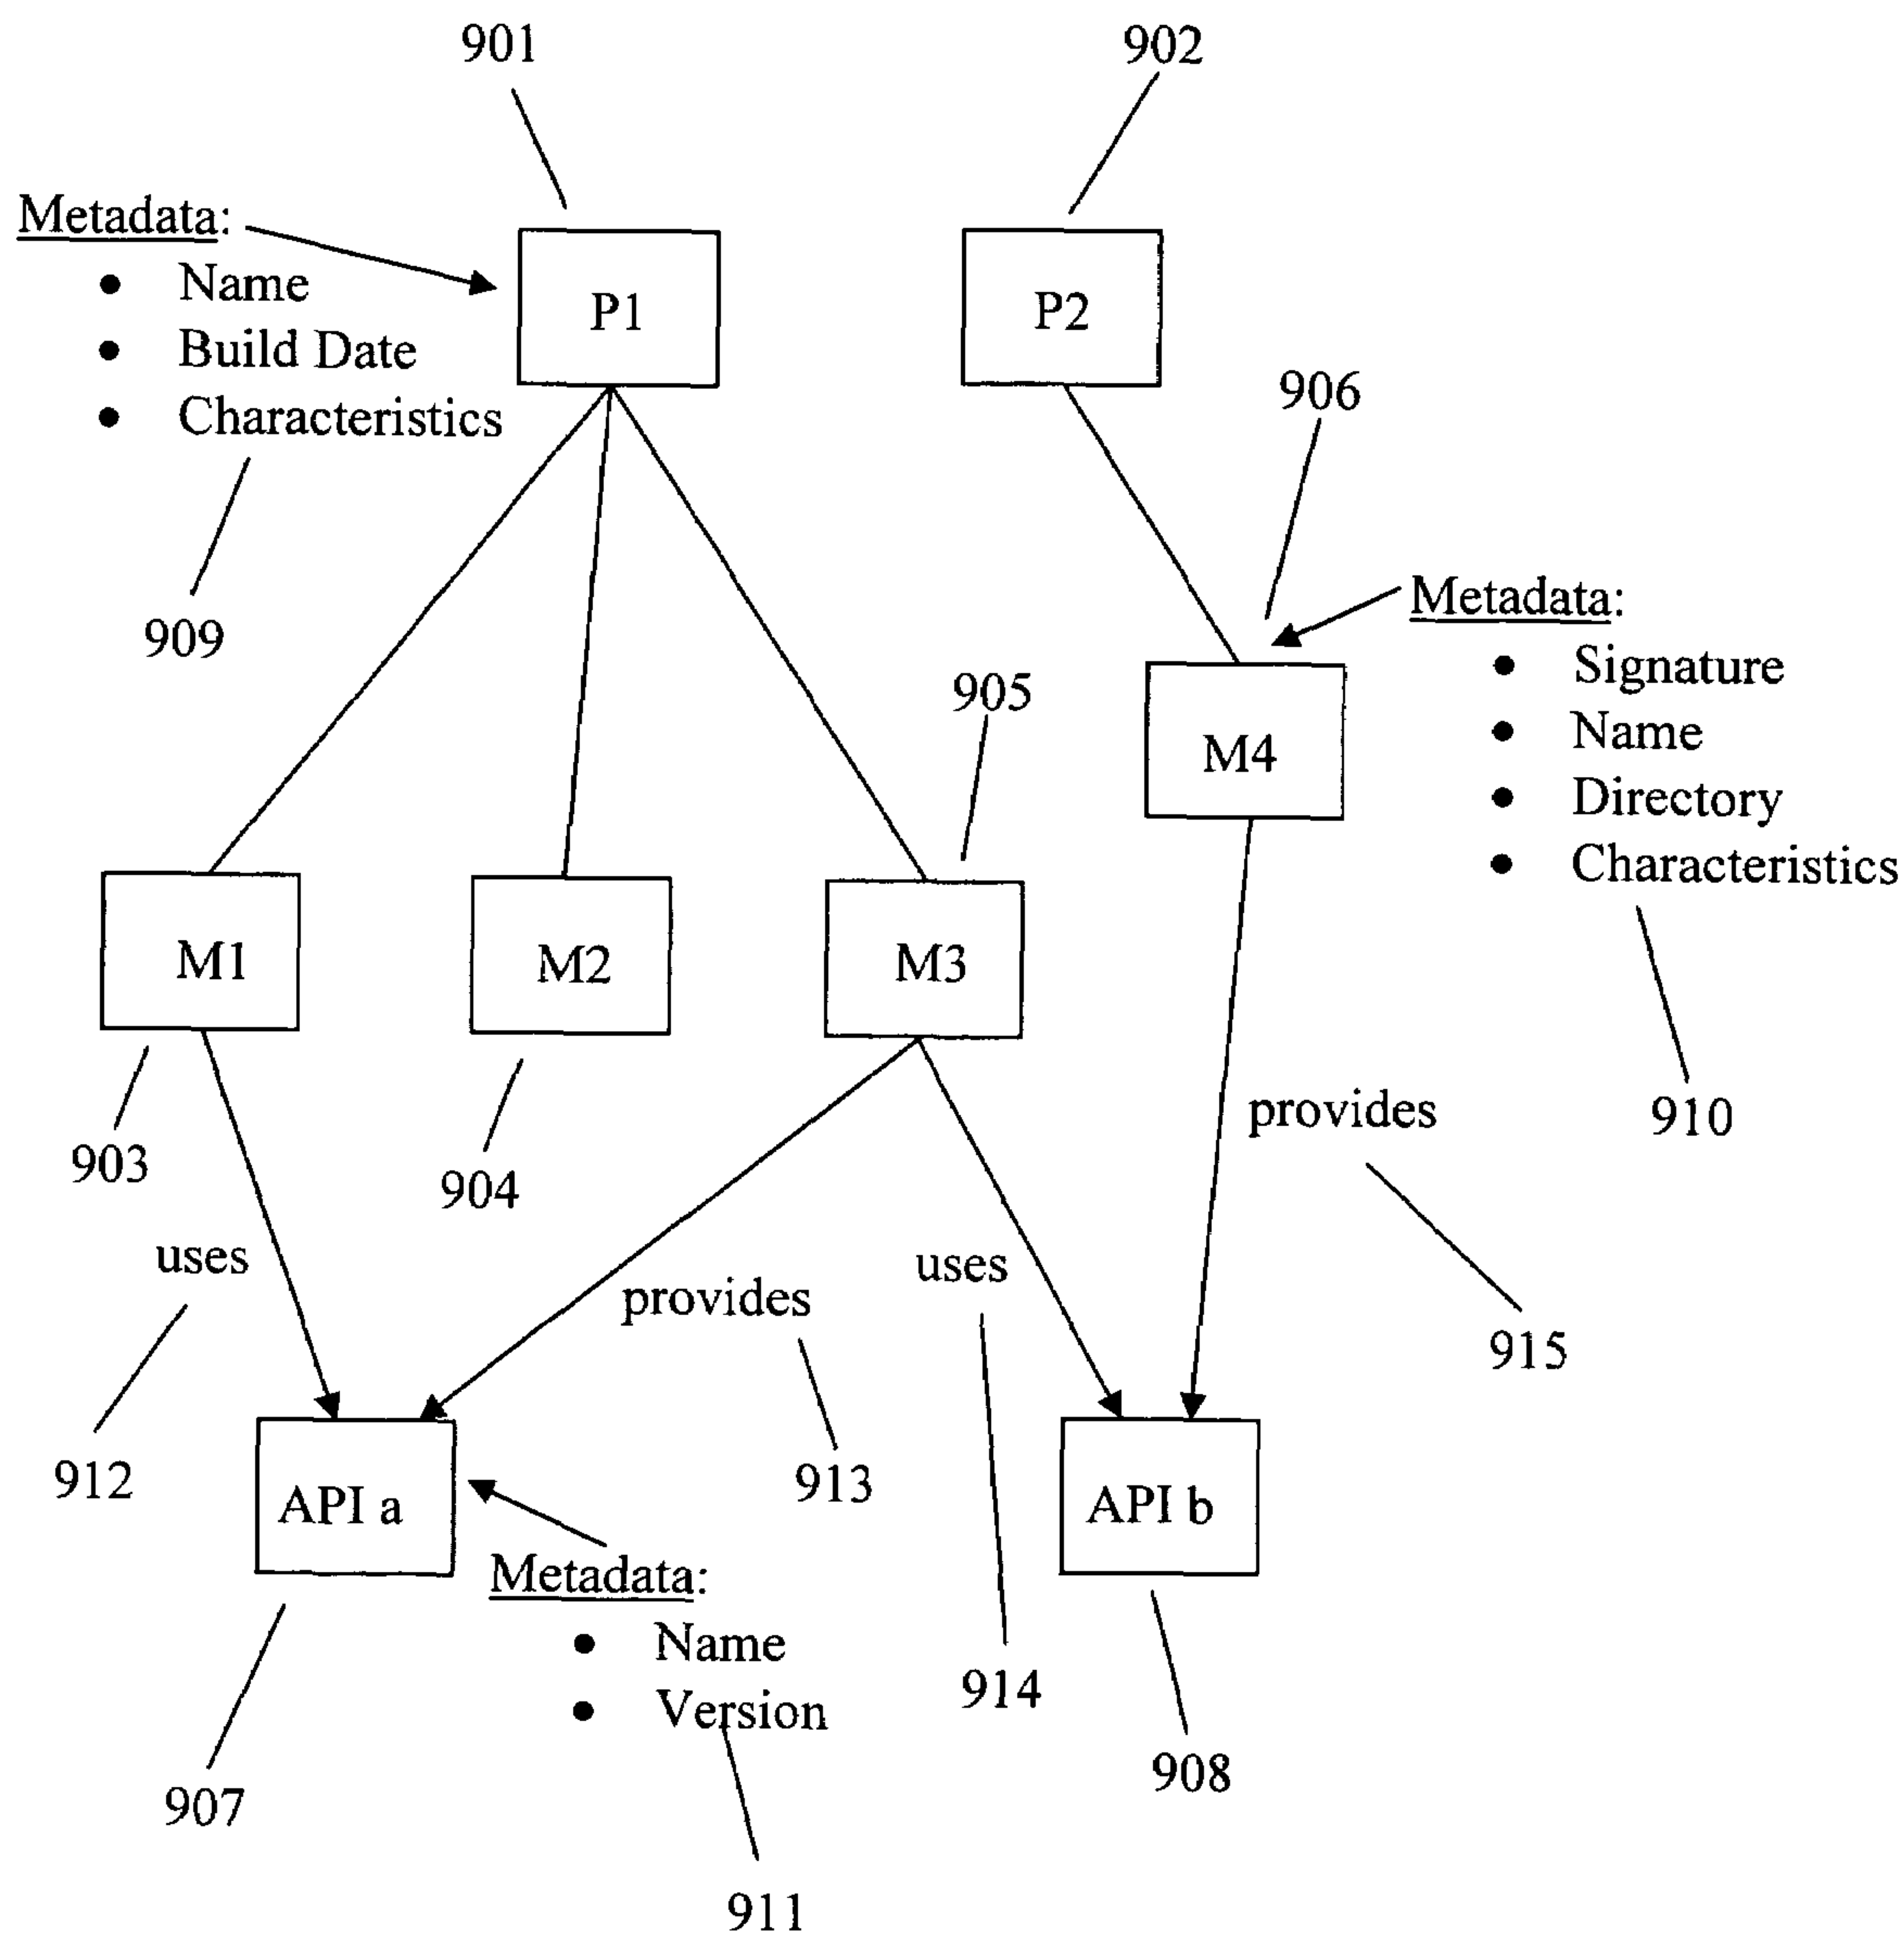 901
902
Metadata:
• Name
• Build Date
• Characteristics
P1
P2
906
909
Metadata:
• Signature
• Name
• Directory
• Characteristics
905
M4
M1
M2
M3
903
904
provides
910
uses
provides
uses
915
912
913
API a
API b
Metadata:
• Name
• Version
914
907
908
911